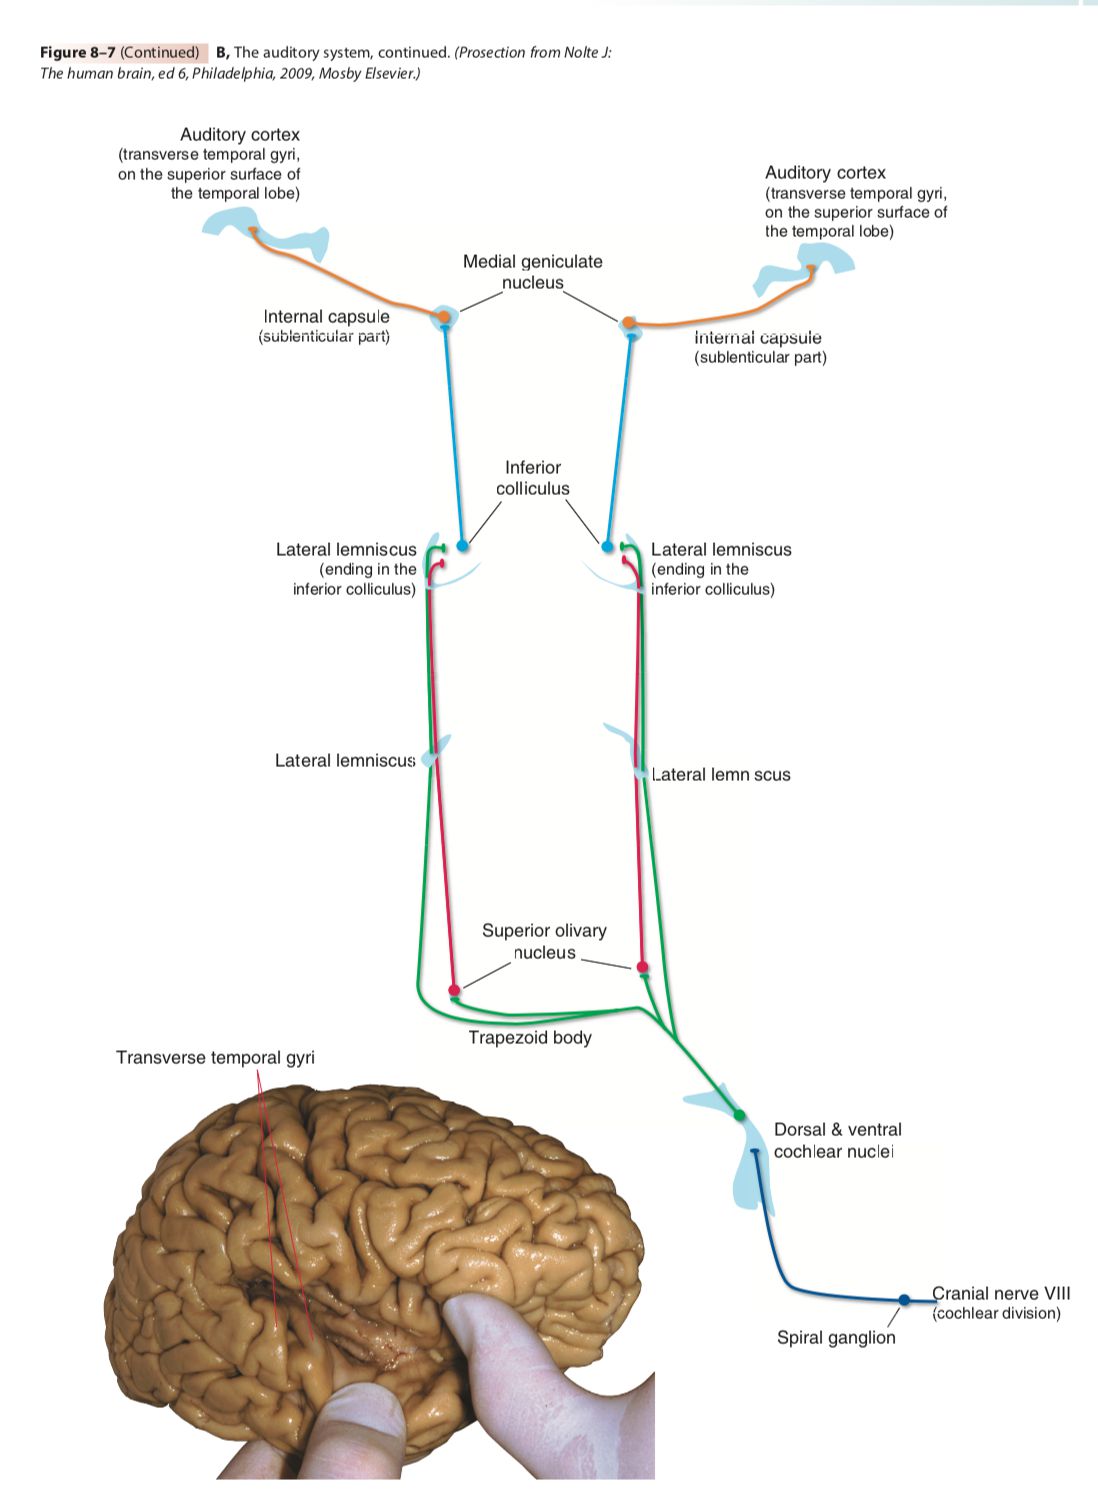 Figure 8–7 (Continued) B, The auditory system, continued. (Prosection from Nolte J:
The human brain, ed 6, Philadelphia, 2009, Mosby Elsevier.)
Auditory cortex
(transverse temporal gyri,
on the superior surface of
the temporal lobe)
Auditory cortex
(transverse temporal gyri,
on the superior surface of
the temporal lobe)
Medial geniculate
nucleus
Internal capsule
(sublenticular part)
Internal capsule
(sublenticular part)
Inferior
colliculus
Lateral lemniscus
(ending in the
inferior colliculus)
Lateral lemniscus
(ending in the
inferior colliculus)
Lateral lemniscus
Lateral lemn scus
Superior olivary
nucleus
Trapezoid body
Transverse temporal gyri
Dorsal & ventral
cochlear nuclei
Cranial nerve VIII
(cochlear division)
Spiral ganglion